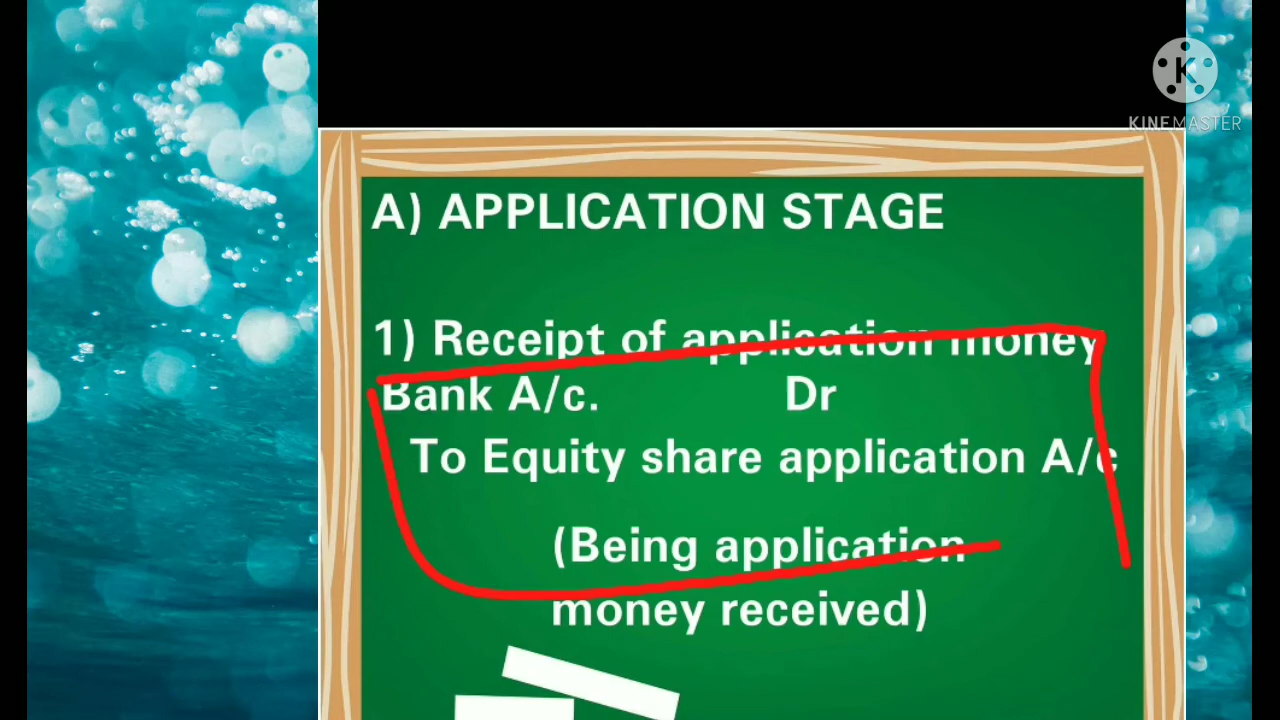 K
KINEMASTER
A) APPLICATION STAGE
1) Receipt of application money
Bank A/c. Dr
To Equity share application A/c
(Being application
money received)